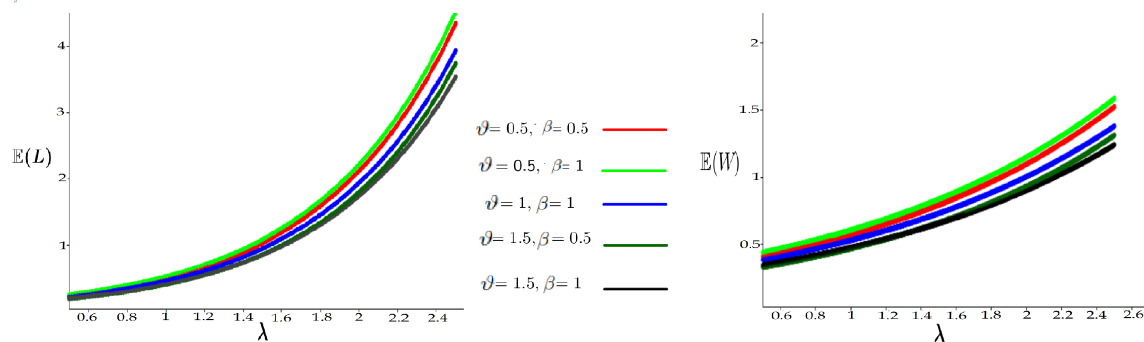 4
3
2
1
𝔼(L)
0.6 0.8 1 1.2 1.4 1.6 1.8 2 2.2 2.4
λ
ϑ= 0.5, β= 0.5
ϑ= 0.5, β= 1
ϑ= 1, β= 1
ϑ= 1.5, β= 0.5
ϑ= 1.5, β= 1
2
1.5
1
0.5
𝔼(W)
0.6 0.8 1 1.2 1.4 1.6 1.8 2 2.2 2.4 2.6
λ